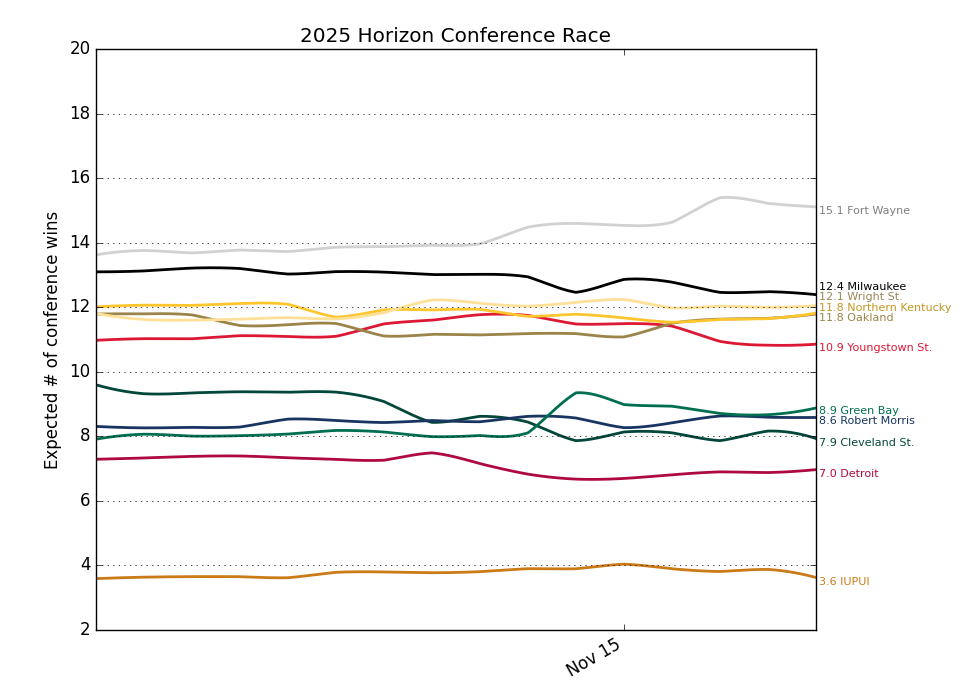 2025 Horizon Conference Race
Expected # of conference wins
20
18
16
14
12
10
8
6
4
2
Nov 15
15.1 Fort Wayne
12.4 Milwaukee
12.1 Wright St.
11.8 Northern Kentucky
11.8 Oakland
10.9 Youngstown St.
8.9 Green Bay
8.6 Robert Morris
7.9 Cleveland St.
7.0 Detroit
3.6 IUPUI